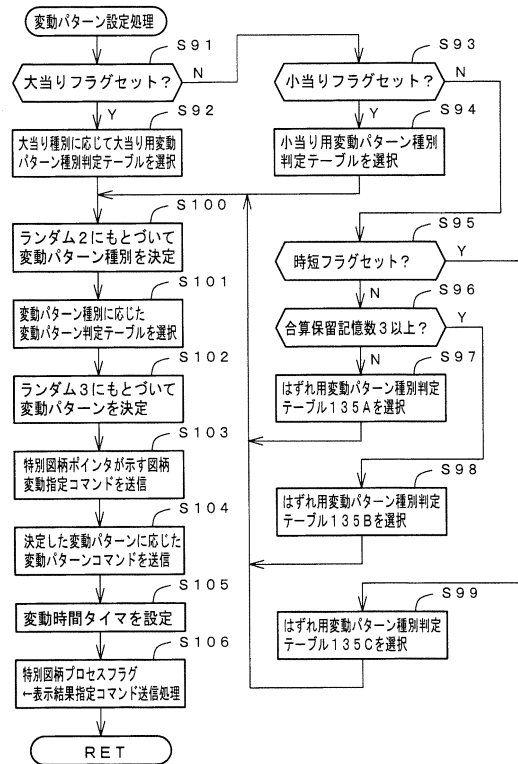 変動パターン設定処理
S91
大当りフラグセット？
N
Y
S92
大当り種別に応じて大当り用変動
パターン種別判定テーブルを選択
S93
小当りフラグセット？
N
Y
S94
小当り用変動パターン種別
判定テーブルを選択
S95
時短フラグセット？
Y
N
S96
合算保留記憶数３以上？
Y
N
S97
はずれ用変動パターン種別判定
テーブル１３５Ａを選択
S98
はずれ用変動パターン種別判定
テーブル１３５Ｂを選択
S99
はずれ用変動パターン種別判定
テーブル１３５Ｃを選択
S100
ランダム２にもとづいて
変動パターン種別を決定
S101
変動パターン種別に応じた
変動パターン判定テーブルを選択
S102
ランダム３にもとづいて
変動パターンを決定
S103
特別図柄ポインタが示す図柄
変動指定コマンドを送信
S104
決定した変動パターンに応じた
変動パターンコマンドを送信
S105
変動時間タイマを設定
S106
特別図柄プロセスフラグ
←表示結果指定コマンド送信処理
RET